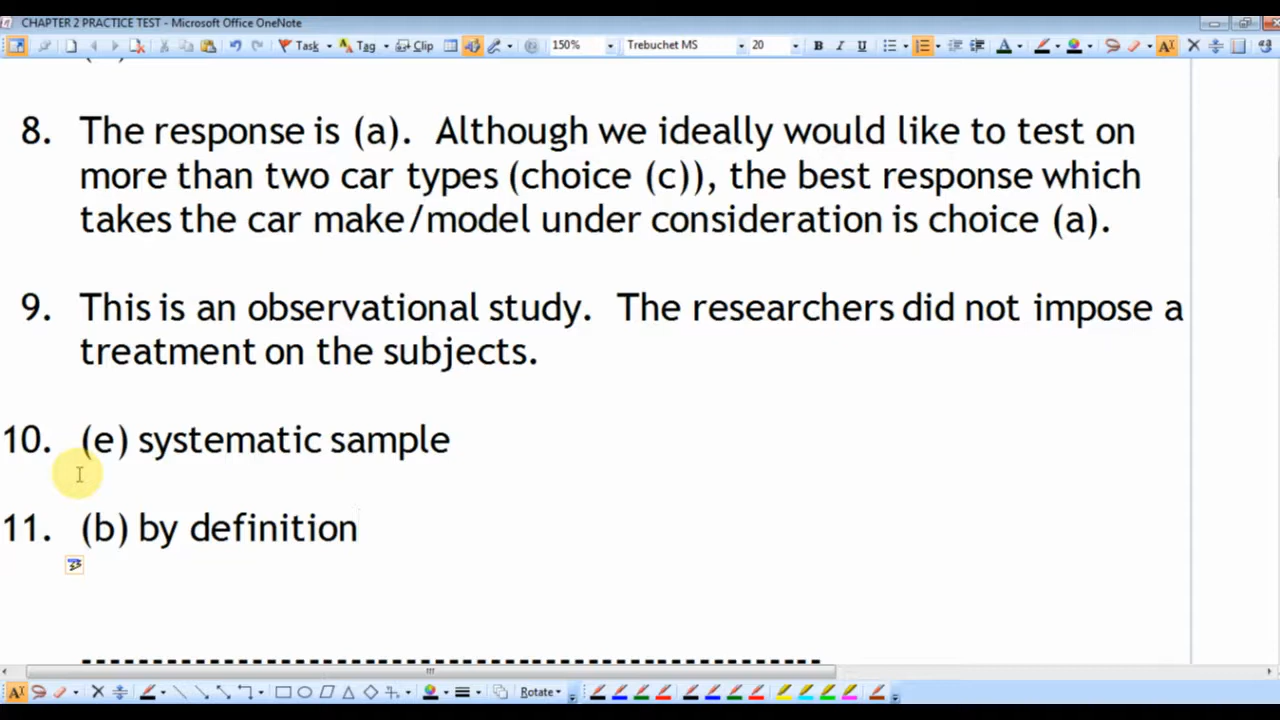 CHAPTER 2 PRACTICE TEST - Microsoft Office OneNote
Task Tag Clip 150% Trebuchet MS 20 B I U
8. The response is (a). Although we ideally would like to test on
more than two car types (choice (c)), the best response which
takes the car make/model under consideration is choice (a).
9. This is an observational study. The researchers did not impose a
treatment on the subjects.
10. (e) systematic sample
11. (b) by definition
Rotate